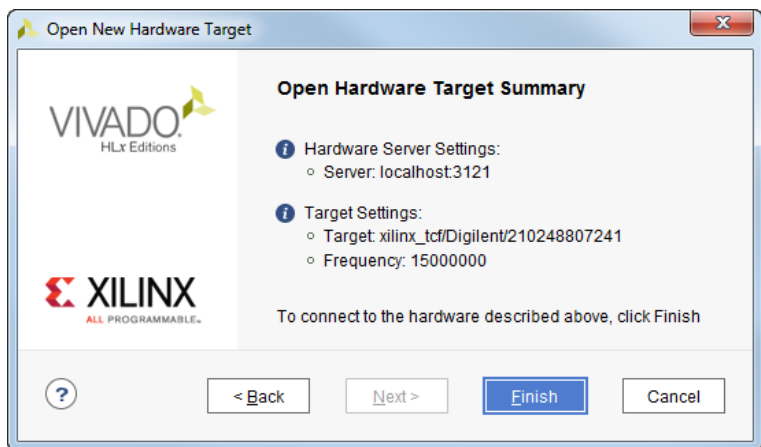 Open New Hardware Target
VIVADO.
HLx Editions
Open Hardware Target Summary
Hardware Server Settings:
Server: localhost:3121
Target Settings:
Target: xilinx_tcf/Digilent/210248807241
Frequency: 15000000
XILINX
ALL PROGRAMMABLE™
To connect to the hardware described above, click Finish
?
< Back
Next >
Finish
Cancel